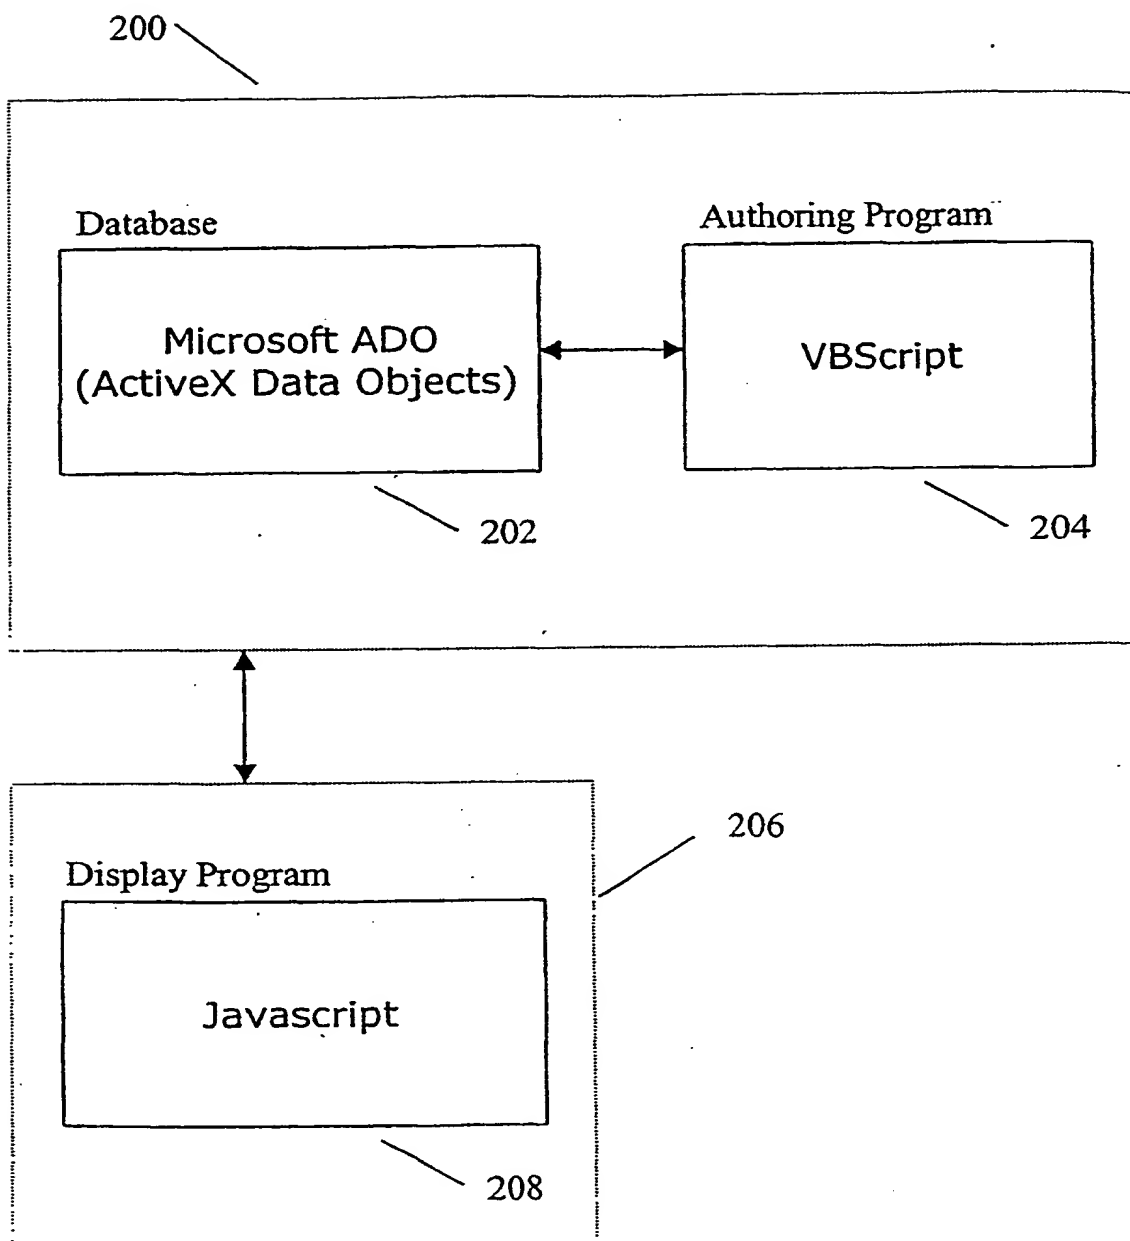 200
Database
Authoring Program
Microsoft ADO
(ActiveX Data Objects)
VBScript
202
204
206
Display Program
Javascript
208